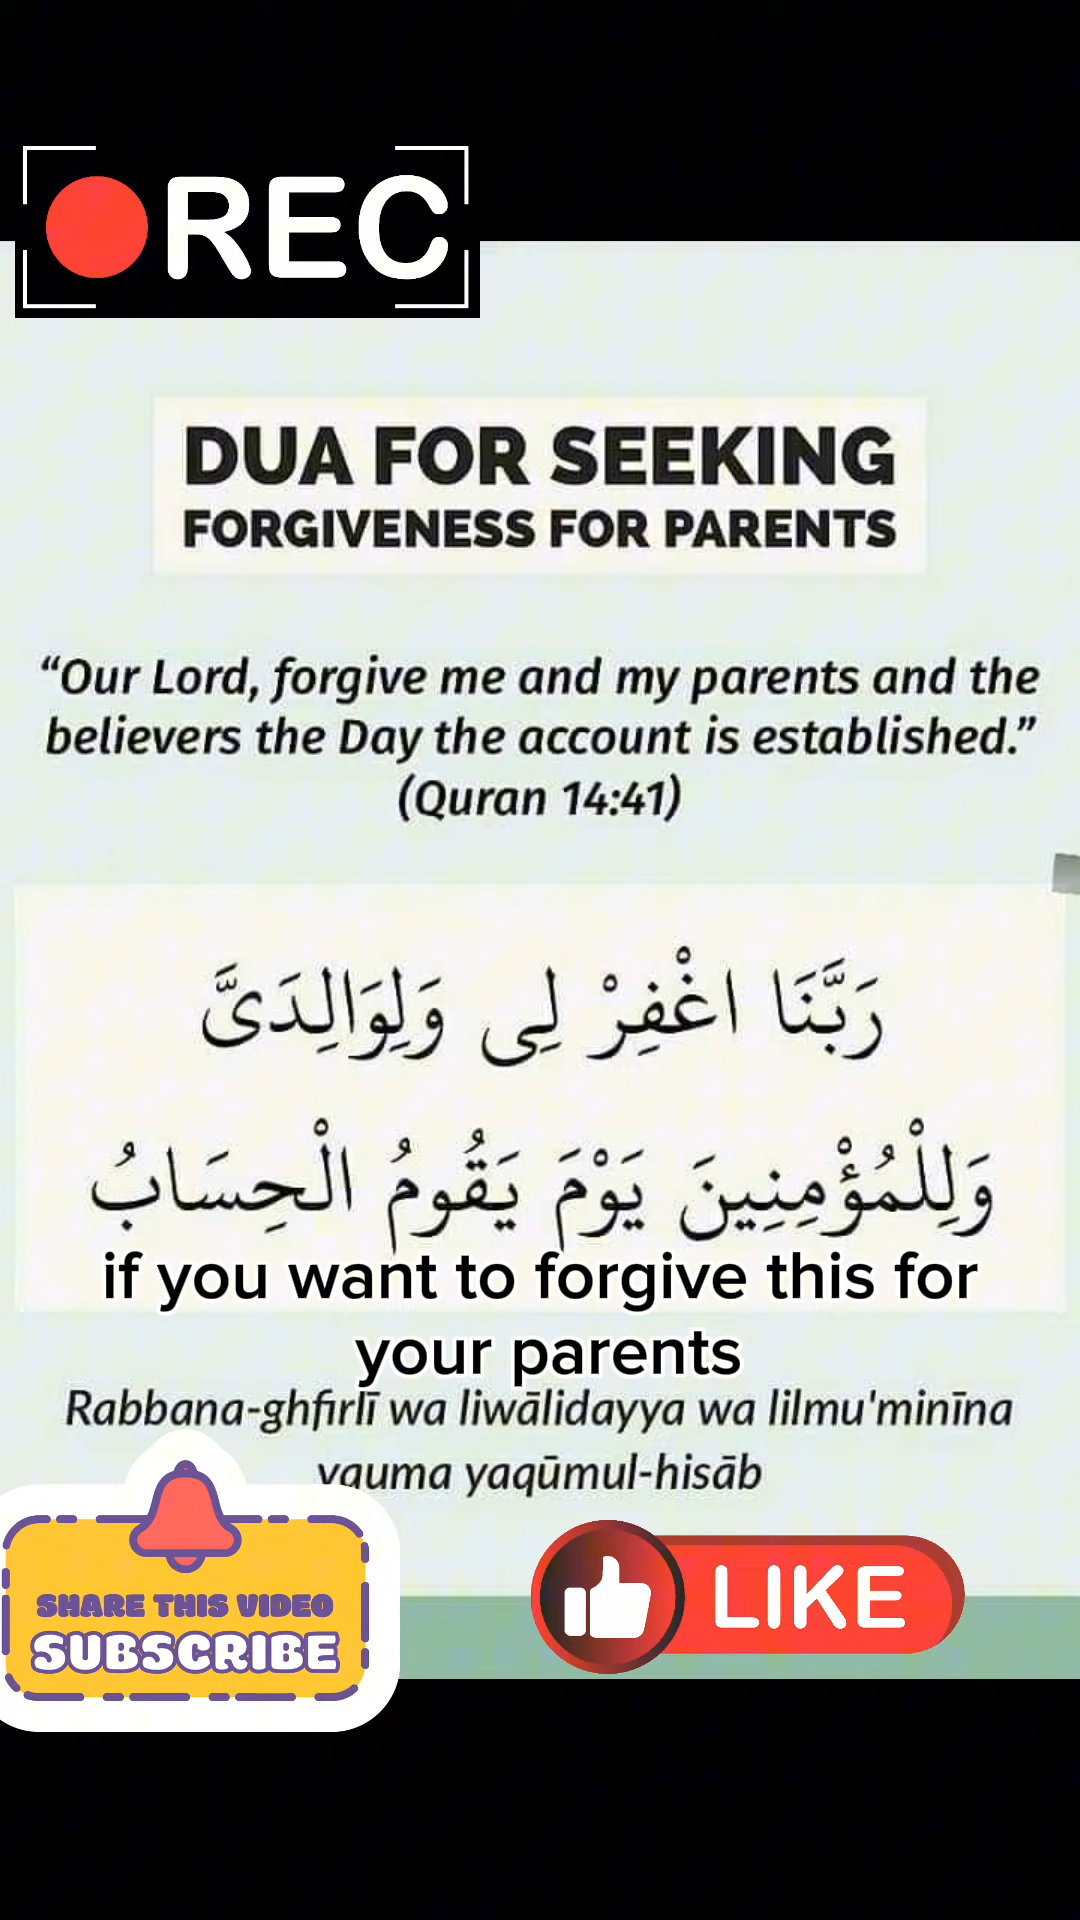 REC
DUA FOR SEEKING
FORGIVENESS FOR PARENTS
“Our Lord, forgive me and my parents and the
believers the Day the account is established.”
(Quran 14:41)
رَبَّنَا اغْفِرْ لِى وَلِوَالِدَىَّ
وَلِلْمُؤْمِنِينَ يَوْمَ يَقُومُ الْحِسَابُ
if you want to forgive this for
your parents
Rabbana-ghfirlī wa liwālidayya wa lilmu'minīna
yauma yaqūmul-hisāb
SHARE THIS VIDEO
SUBSCRIBE
LIKE